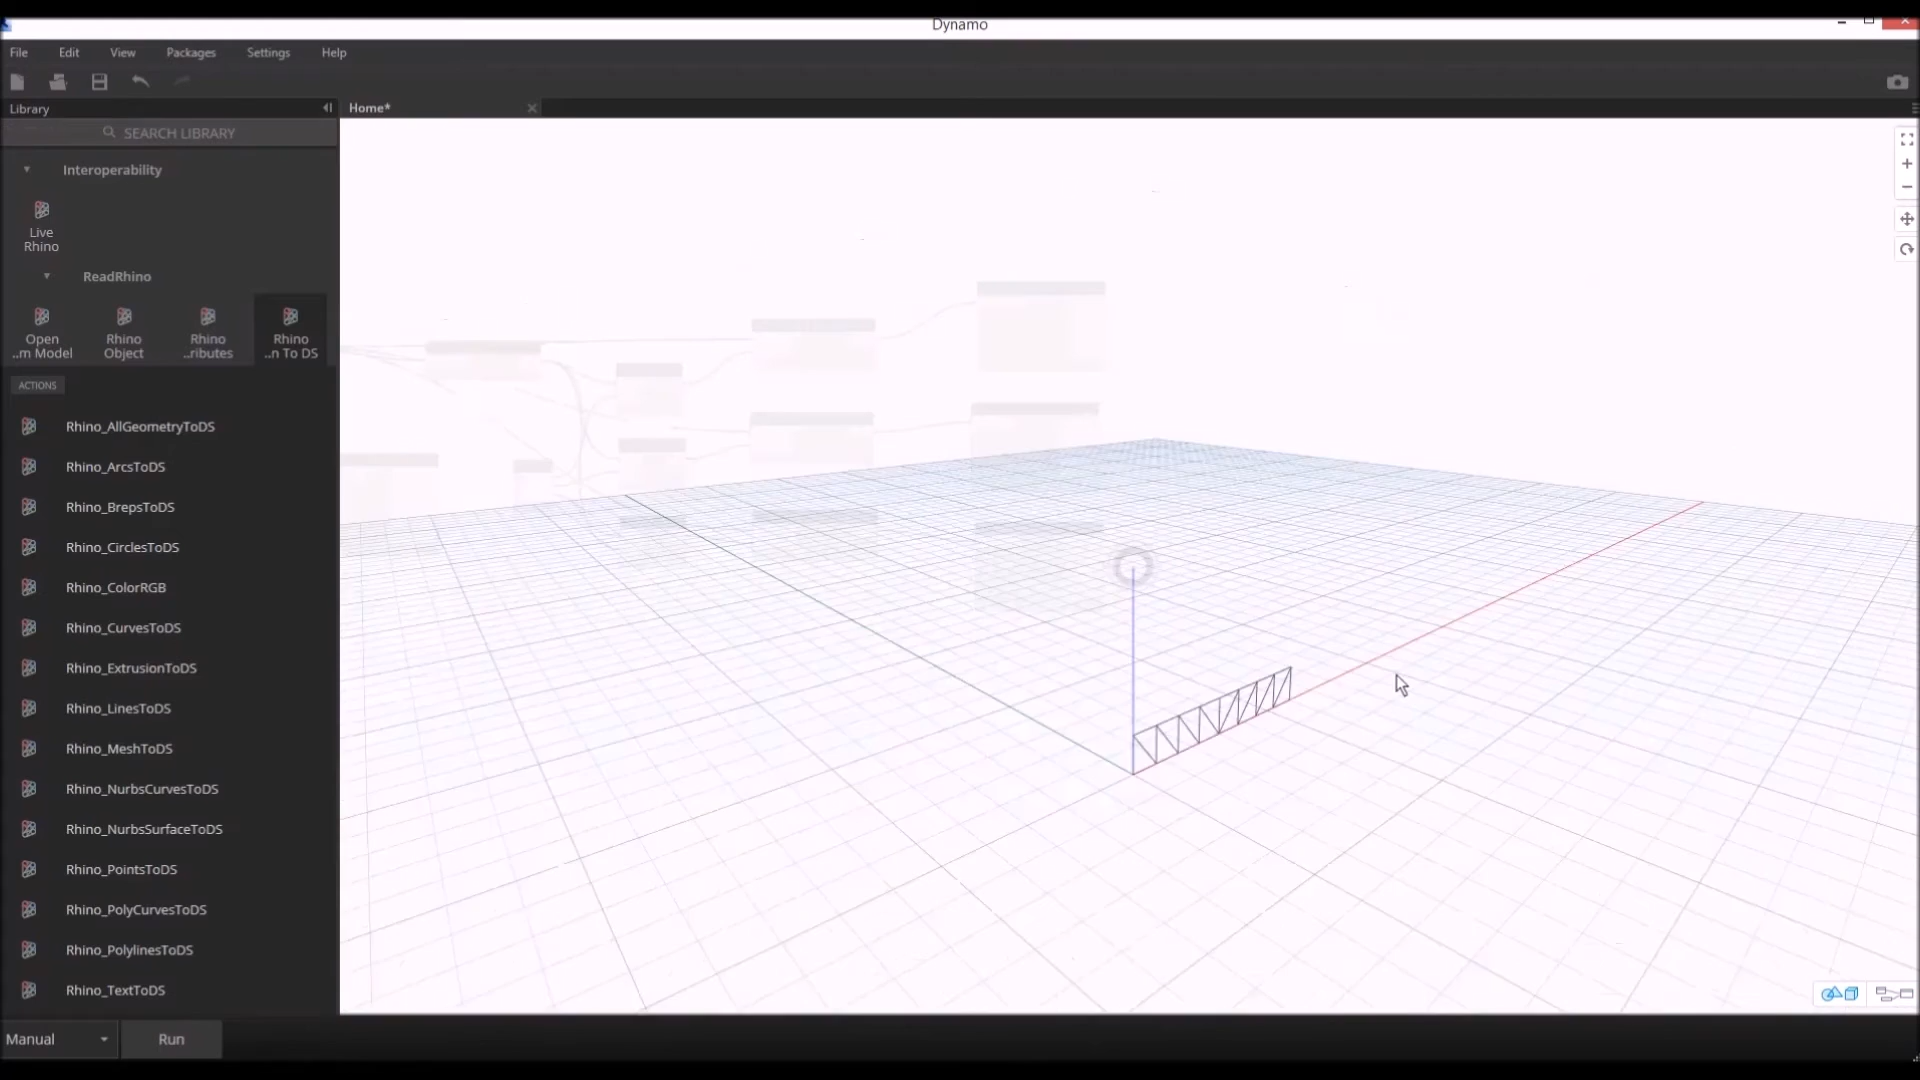 Dynamo
File Edit View Packages Settings Help
Library
Home*
SEARCH LIBRARY
Interoperability
Live
Rhino
ReadRhino
Open Rhino Rhino Rhino
..m Model Object ..ributes ..n To DS
ACTIONS
Rhino_AllGeometryToDS
Rhino_ArcsToDS
Rhino_BrepsToDS
Rhino_CirclesToDS
Rhino_ColorRGB
Rhino_CurvesToDS
Rhino_ExtrusionToDS
Rhino_LinesToDS
Rhino_MeshToDS
Rhino_NurbsCurvesToDS
Rhino_NurbsSurfaceToDS
Rhino_PointsToDS
Rhino_PolyCurvesToDS
Rhino_PolylinesToDS
Rhino_TextToDS
Manual Run